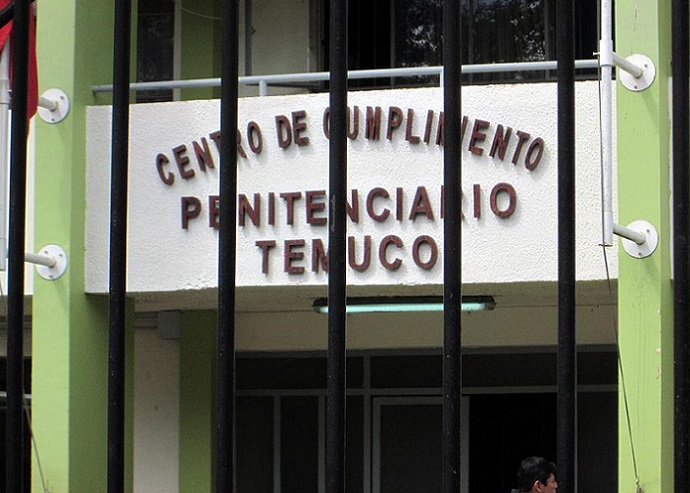 CENTRO DE CUMPLIMIENTO
PENITENCIARIO
TEMUCO